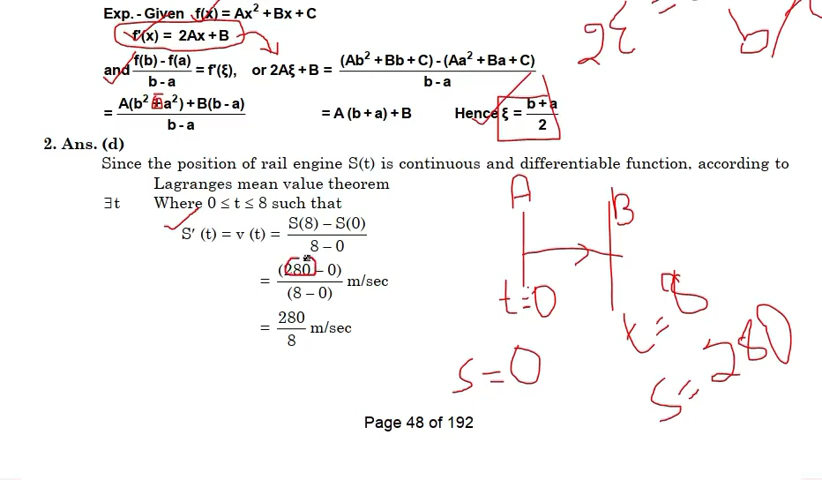 Exp. - Given f(x) = Ax² + Bx + C
f'(x) = 2Ax + B
and f(b) - f(a) / b - a = f'(ξ), or 2Aξ + B = (Ab² + Bb + C) - (Aa² + Ba + C) / b - a
= A(b² - a²) + B(b - a) / b - a = A (b + a) + B Hence ξ = b + a / 2
2. Ans. (d)
Since the position of rail engine S(t) is continuous and differentiable function, according to
Lagranges mean value theorem
∃t Where 0 ≤ t ≤ 8 such that
S' (t) = v (t) = S(8) – S(0) / 8 – 0
= (280 – 0) / (8 – 0) m/sec
= 280 / 8 m/sec
A
B
t = 0
t = 8
S = 0
S = 280
Page 48 of 192